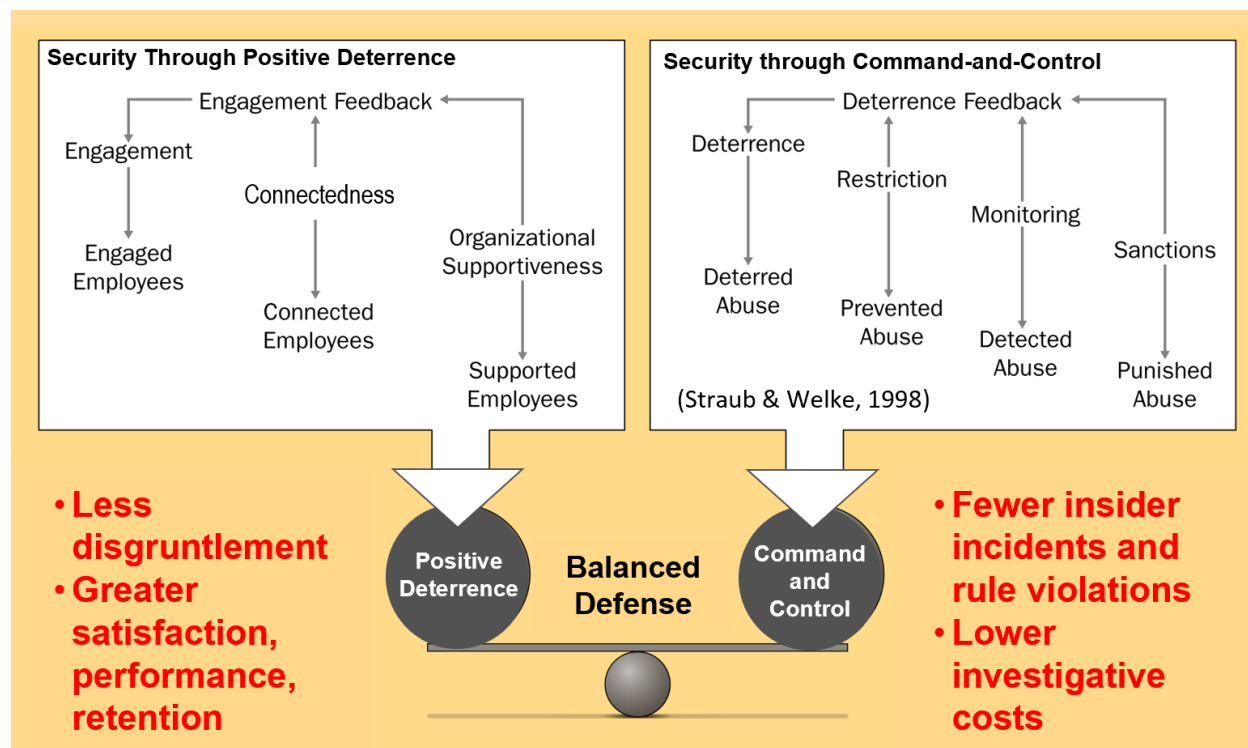 Security Through Positive Deterrence
Engagement Feedback
Engagement
Connectedness
Engaged
Employees
Organizational
Supportiveness
Connected
Employees
Supported
Employees
Security through Command-and-Control
Deterrence Feedback
Deterrence
Restriction
Monitoring
Sanctions
Deterred
Abuse
Prevented
Abuse
Detected
Abuse
Punished
Abuse
(Straub & Welke, 1998)
• Less
disgruntlement
• Greater
satisfaction,
performance,
retention
Positive
Deterrence
Balanced
Defense
Command
and
Control
• Fewer insider
incidents and
rule violations
• Lower
investigative
costs